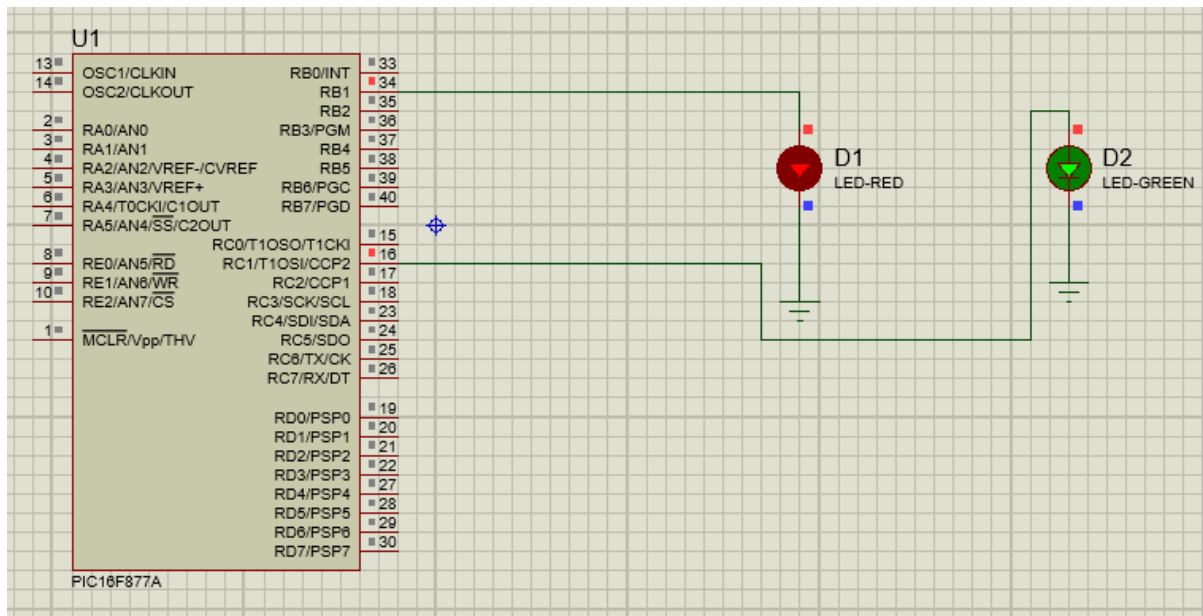 U1
13 OSC1/CLKIN
14 OSC2/CLKOUT
2 RA0/AN0
3 RA1/AN1
4 RA2/AN2/VREF-/CVREF
5 RA3/AN3/VREF+
6 RA4/T0CKI/C1OUT
7 RA5/AN4/SS/C2OUT
8 RE0/AN5/RD
9 RE1/AN6/WR
10 RE2/AN7/CS
1 MCLR/Vpp/THV
RB0/INT 33
RB1 34
RB2 35
RB3/PGM 36
RB4 37
RB5 38
RB6/PGC 39
RB7/PGD 40
RC0/T1OSO/T1CKI 15
RC1/T1OSI/CCP2 16
RC2/CCP1 17
RC3/SCK/SCL 18
RC4/SDI/SDA 23
RC5/SDO 24
RC6/TX/CK 25
RC7/RX/DT 26
RD0/PSP0 19
RD1/PSP1 20
RD2/PSP2 21
RD3/PSP3 22
RD4/PSP4 27
RD5/PSP5 28
RD6/PSP6 29
RD7/PSP7 30
PIC16F877A
D1
LED-RED
D2
LED-GREEN